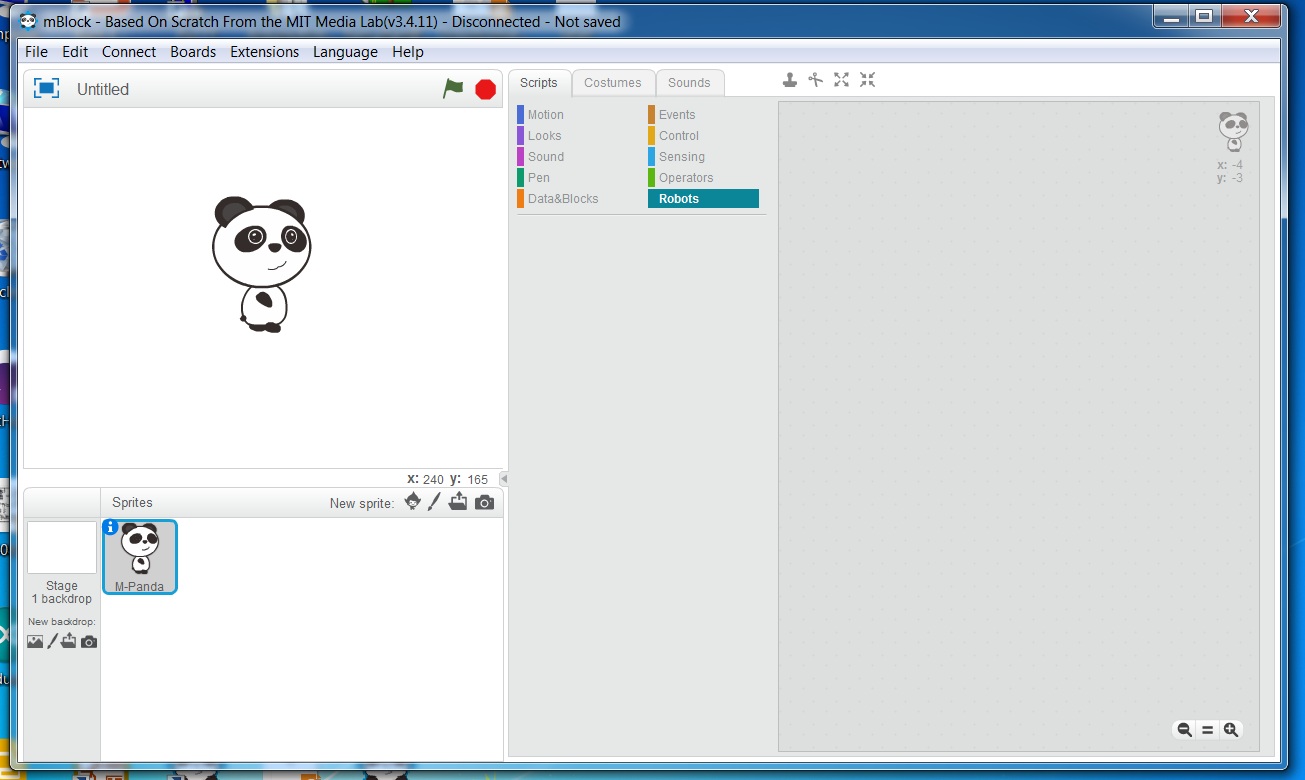 mBlock - Based On Scratch From the MIT Media Lab(v3.4.11) - Disconnected - Not saved
File Edit Connect Boards Extensions Language Help
Untitled
Scripts Costumes Sounds
Motion Events
Looks Control
Sound Sensing
Pen Operators
Data&Blocks Robots
x: -4
y: -3
x: 240 y: 165
Sprites New sprite:
Stage
1 backdrop
New backdrop:
M-Panda